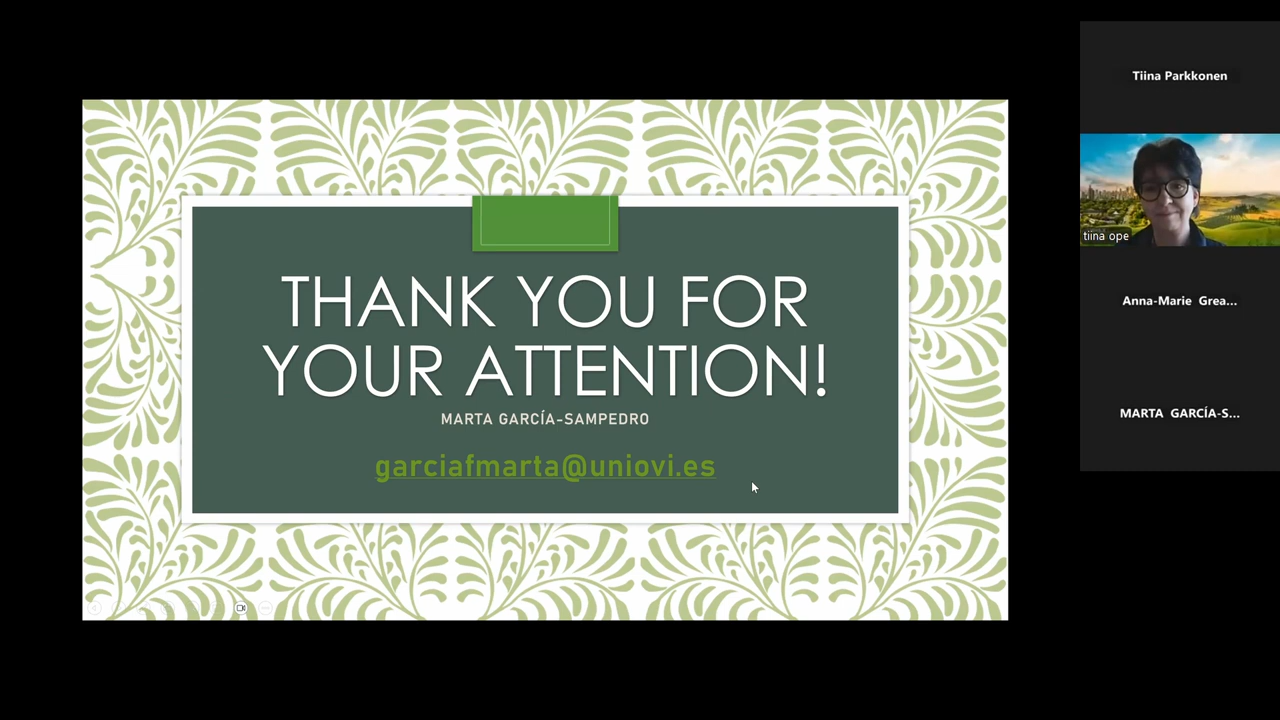 THANK YOU FOR
YOUR ATTENTION!
MARTA GARCÍA-SAMPEDRO
garciafmarta@uniovi.es
Tiina Parkkonen
tiina ope
Anna-Marie Grea...
MARTA GARCÍA-S...